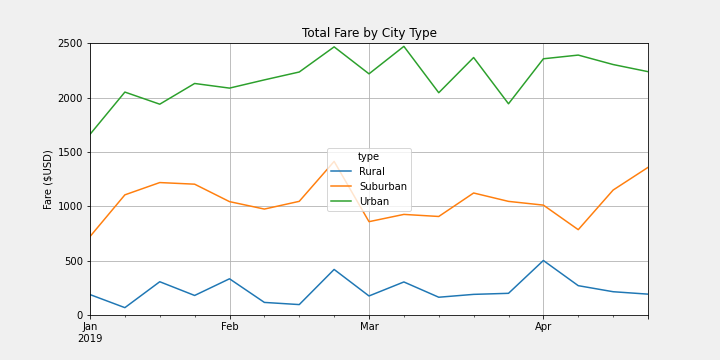 Total Fare by City Type
Fare ($USD)
2500
2000
1500
1000
500
0
type
Rural
Suburban
Urban
Jan
2019
Feb
Mar
Apr